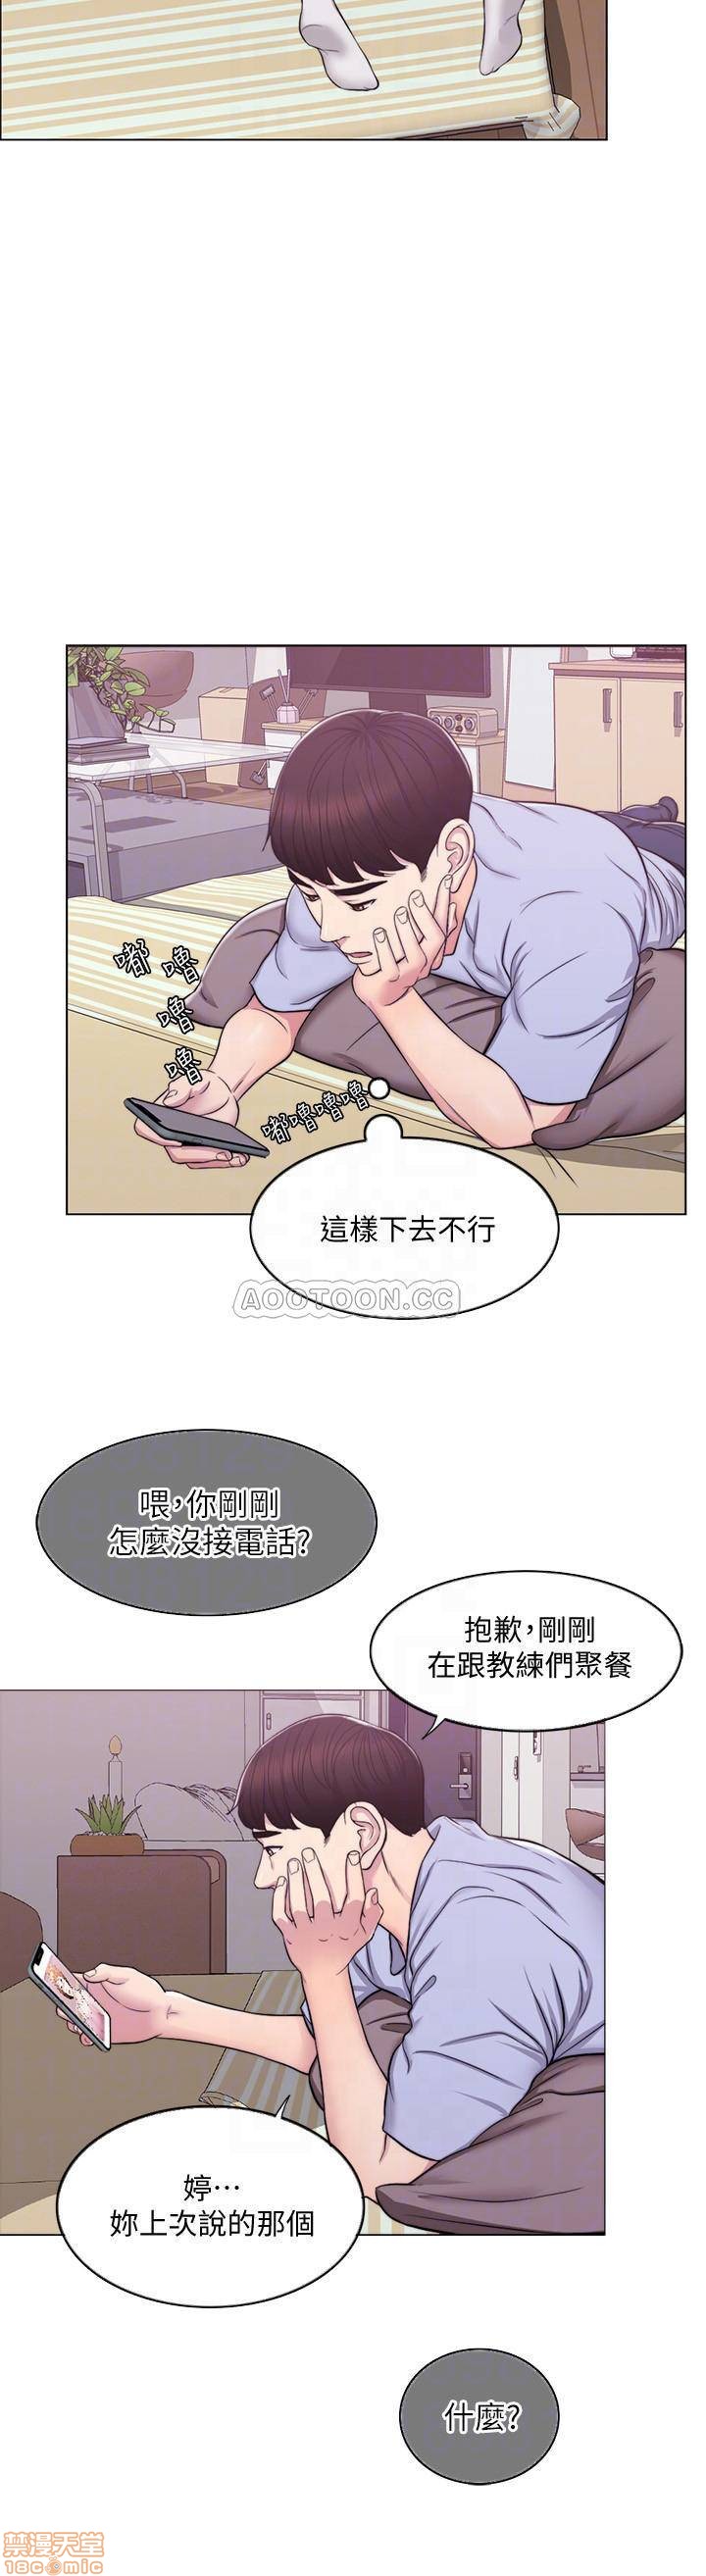 嘟 嚕
嚕
嚕
嘟嚕嚕嚕
這樣下去不行
AOOTOON.CC
喂,你剛剛
怎麼沒接電話?
抱歉,剛剛
在跟教練們聚餐
婷…
妳上次說的那個
什麼?
禁漫天堂
18comic